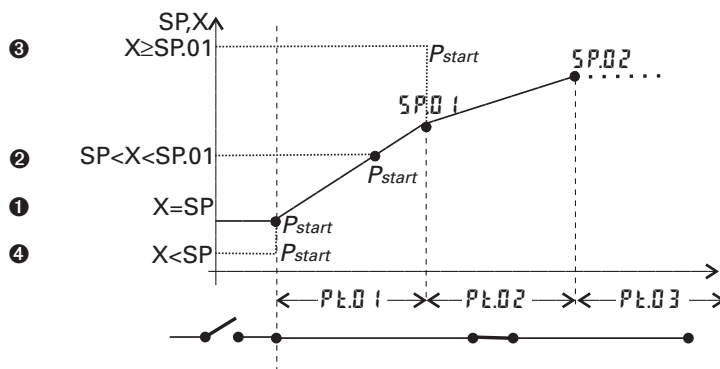 SP,X
❸ X≥SP.01 Pstart
SP.02
SP.01
❷ SP<X<SP.01
Pstart
❶ X=SP
Pstart
❹ X<SP Pstart
Pt.01 Pt.02 Pt.03